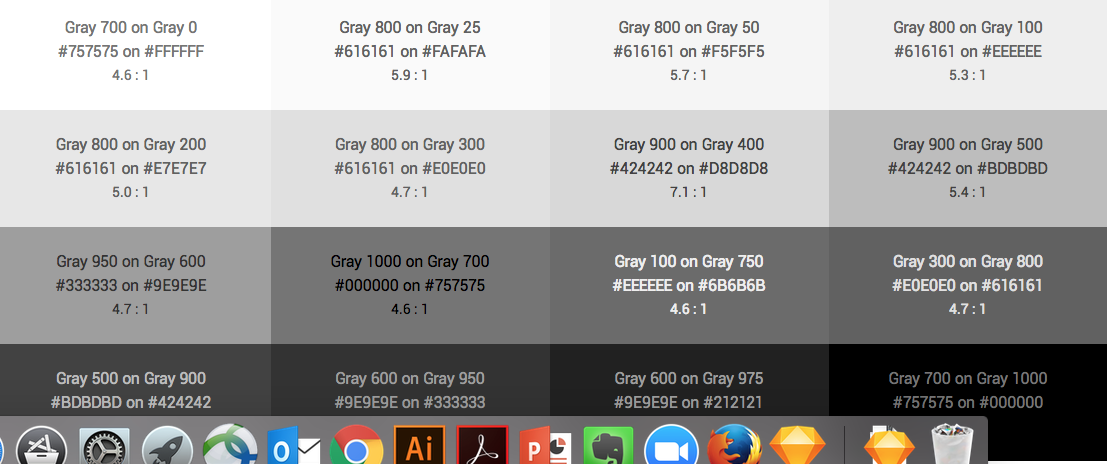 Gray 700 on Gray 0
#757575 on #FFFFFF
4.6 : 1
Gray 800 on Gray 25
#616161 on #FAFAFA
5.9 : 1
Gray 800 on Gray 50
#616161 on #F5F5F5
5.7 : 1
Gray 800 on Gray 100
#616161 on #EEEEEE
5.3 : 1
Gray 800 on Gray 200
#616161 on #E7E7E7
5.0 : 1
Gray 800 on Gray 300
#616161 on #E0E0E0
4.7 : 1
Gray 900 on Gray 400
#424242 on #D8D8D8
7.1 : 1
Gray 900 on Gray 500
#424242 on #BDBDBD
5.4 : 1
Gray 950 on Gray 600
#333333 on #9E9E9E
4.7 : 1
Gray 1000 on Gray 700
#000000 on #757575
4.6 : 1
Gray 100 on Gray 750
#EEEEEE on #6B6B6B
4.6 : 1
Gray 300 on Gray 800
#E0E0E0 on #616161
4.7 : 1
Gray 500 on Gray 900
#BDBDBD on #424242
Gray 600 on Gray 950
#9E9E9E on #333333
Gray 600 on Gray 975
#9E9E9E on #212121
Gray 700 on Gray 1000
#757575 on #000000
Ai